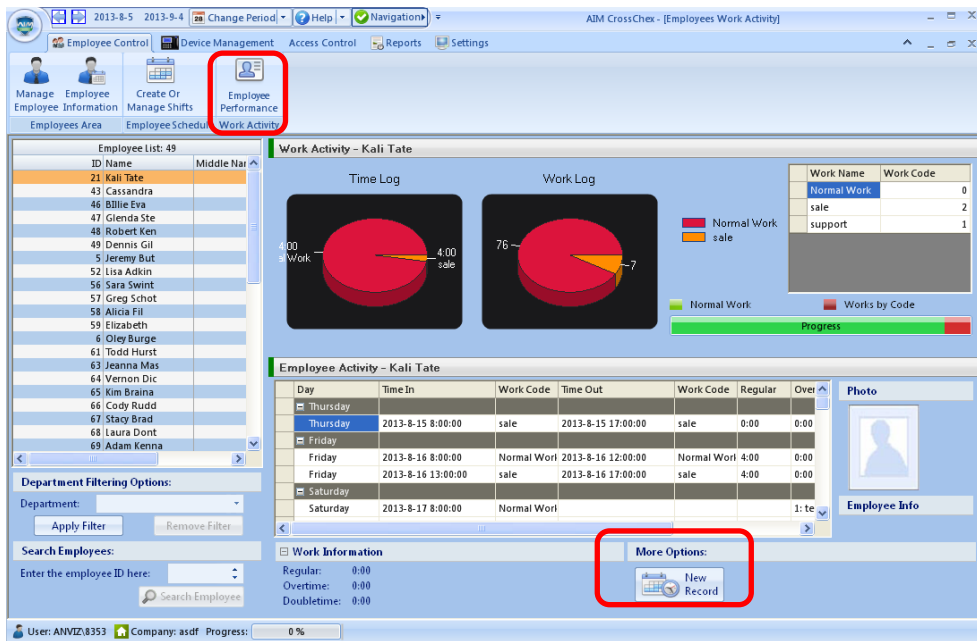 AIM
2013-8-5 2013-9-4 28 Change Period Help Navigation
AIM CrossChex - [Employees Work Activity]
Employee Control Device Management Access Control Reports Settings
Manage Employee
Employee Information
Create Or Manage Shifts
Employee Performance
Employees Area Employee Schedul Work Activity
Employee List: 49
ID Name Middle Nar
21 Kali Tate
43 Cassandra
46 BIllie Eva
47 Glenda Ste
48 Robert Ken
49 Dennis Gil
5 Jeremy But
52 Lisa Adkin
56 Sara Swint
57 Greg Schot
58 Alicia Fil
59 Elizabeth
6 Oley Burge
61 Todd Hurst
63 Jeanna Mas
64 Vernon Dic
65 Kim Braina
66 Cody Rudd
67 Stacy Brad
68 Laura Dont
69 Adam Kenna
Department Filtering Options:
Department:
Apply Filter Remove Filter
Search Employees:
Enter the employee ID here:
Search Employee
Work Activity - Kali Tate
Time Log Work Log
4:00
al Work
4:00
sale
76
7
Normal Work
sale
Work Name Work Code
Normal Work 0
sale 2
support 1
Normal Work Works by Code
Progress
Employee Activity - Kali Tate
Day Time In Work Code Time Out Work Code Regular Over
Thursday
Thursday 2013-8-15 8:00:00 sale 2013-8-15 17:00:00 sale 0:00 0:00
Friday
Friday 2013-8-16 8:00:00 Normal Worl 2013-8-16 12:00:00 Normal Worl 4:00 0:00
Friday 2013-8-16 13:00:00 sale 2013-8-16 17:00:00 sale 4:00 0:00
Saturday
Saturday 2013-8-17 8:00:00 Normal Worl 1: te
Photo
Employee Info
Work Information
Regular: 0:00
Overtime: 0:00
Doubletime: 0:00
More Options:
New Record
User: ANVIZ\8353 Company: asdf Progress: 0 %